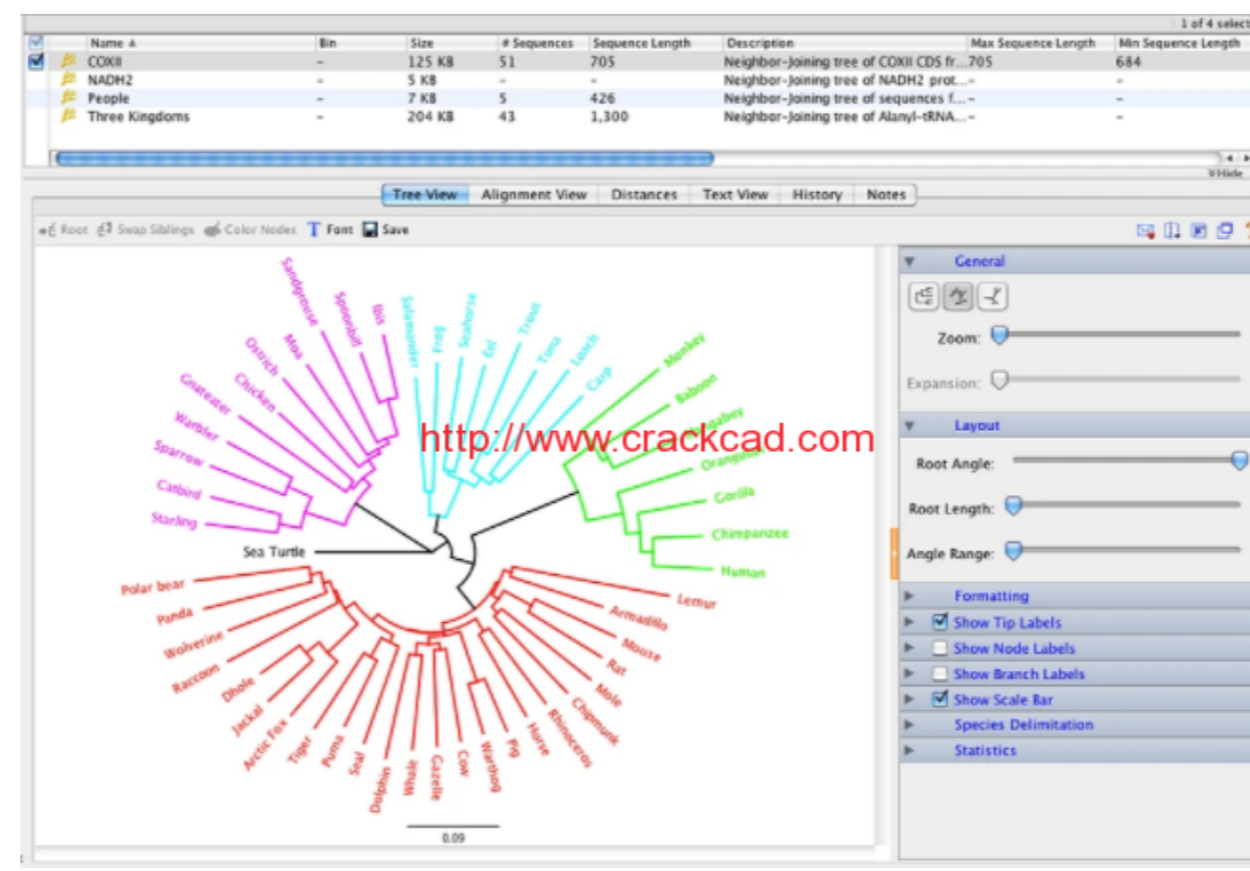 1 of 4 select
Name Bin Size # Sequences Sequence Length Description Max Sequence Length Min Sequence Length
COXII - 125 KB 51 705 Neighbor-Joining tree of COXII CDS fr... 705 684
NADH2 - 5 KB - - Neighbor-Joining tree of NADH2 prot... - -
People - 7 KB 5 426 Neighbor-Joining tree of sequences f... - -
Three Kingdoms - 204 KB 43 1,300 Neighbor-Joining tree of Alanyl-tRNA... - -
Hide
Tree View Alignment View Distances Text View History Notes
Root Swap Siblings Color Nodes T Font Save
General
Zoom:
Expansion:
Layout
Root Angle:
Root Length:
Angle Range:
Formatting
Show Tip Labels
Show Node Labels
Show Branch Labels
Show Scale Bar
Species Delimitation
Statistics
Sandgrouse
Spoonbill
Ibis
Salamander
Frog
Seahorse
Eel
Trout
Tuna
Loach
Carp
Monkey
Baboon
Orangutan
Gorilla
Chimpanzee
Human
Moa
Ostrich
Chicken
Gnateater
Warbler
Sparrow
Catbird
Starling
Sea Turtle
http://www.crackcad.com
Polar bear
Panda
Wolverine
Raccoon
Dhole
Jackal
Arctic Fox
Tiger
Puma
Seal
Dolphin
Whale
Gazelle
Cow
Warthog
Pig
Horse
Rhinoceros
Chipmunk
Mole
Rat
Mouse
Armadillo
Lemur
0.09